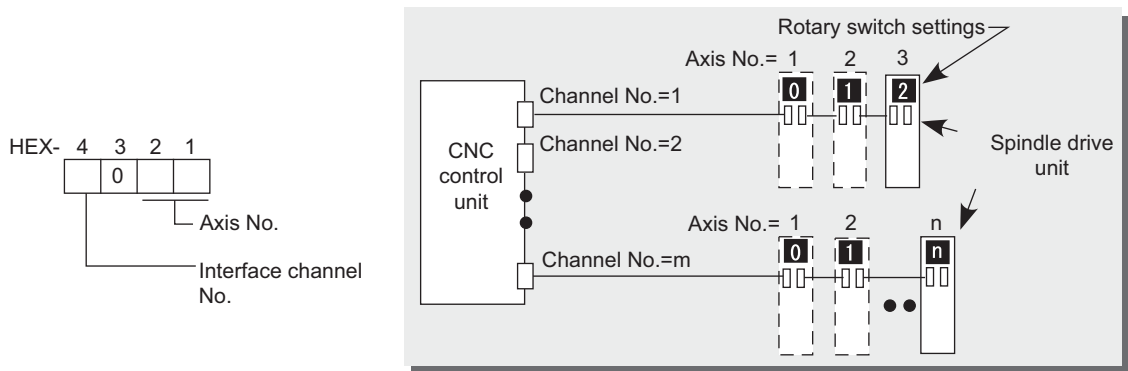 HEX- 4 3 2 1
0
Axis No.
Interface channel
No.
Rotary switch settings
Axis No.= 1 2 3
0 1 2
Channel No.=1
Channel No.=2
CNC
control
unit
Spindle drive
unit
Axis No.= 1 2 n
0 1 n
Channel No.=m